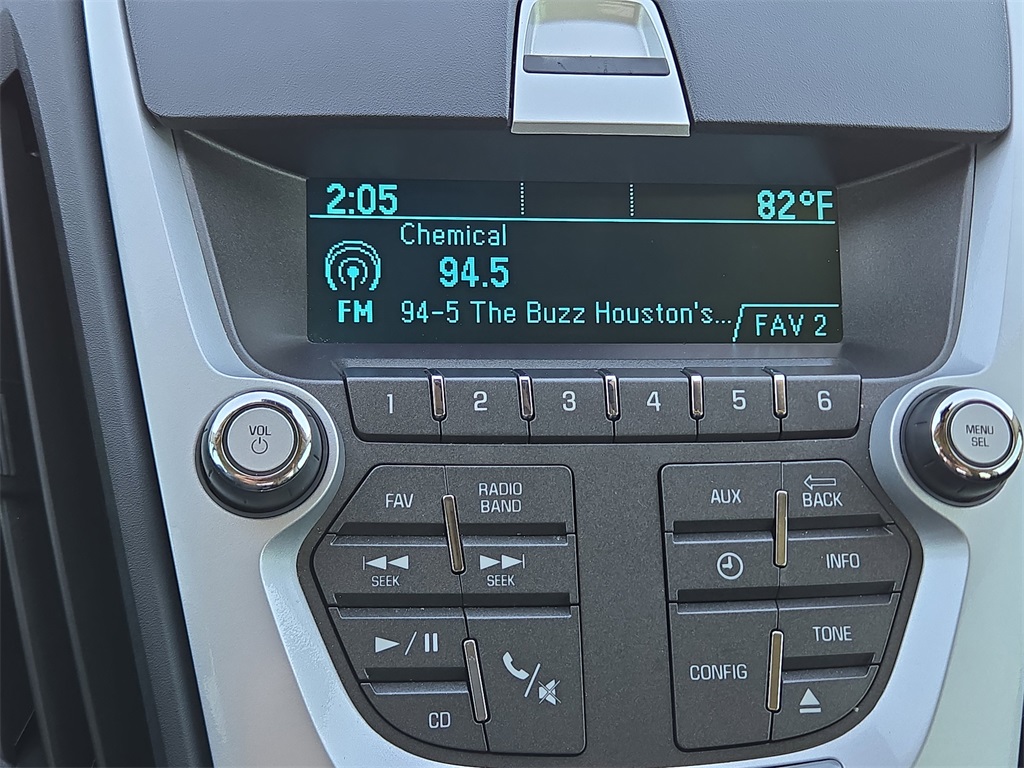 2:05 82°F
Chemical
94.5
FM 94-5 The Buzz Houston's... FAV 2
1 2 3 4 5 6
VOL
MENU
SEL
FAV RADIO
BAND
AUX BACK
SEEK SEEK
INFO
TONE
CONFIG
CD